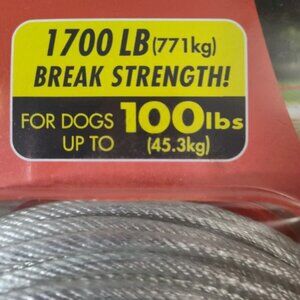 1700 LB (771kg)
BREAK STRENGTH!
FOR DOGS 100lbs
UP TO (45.3kg)